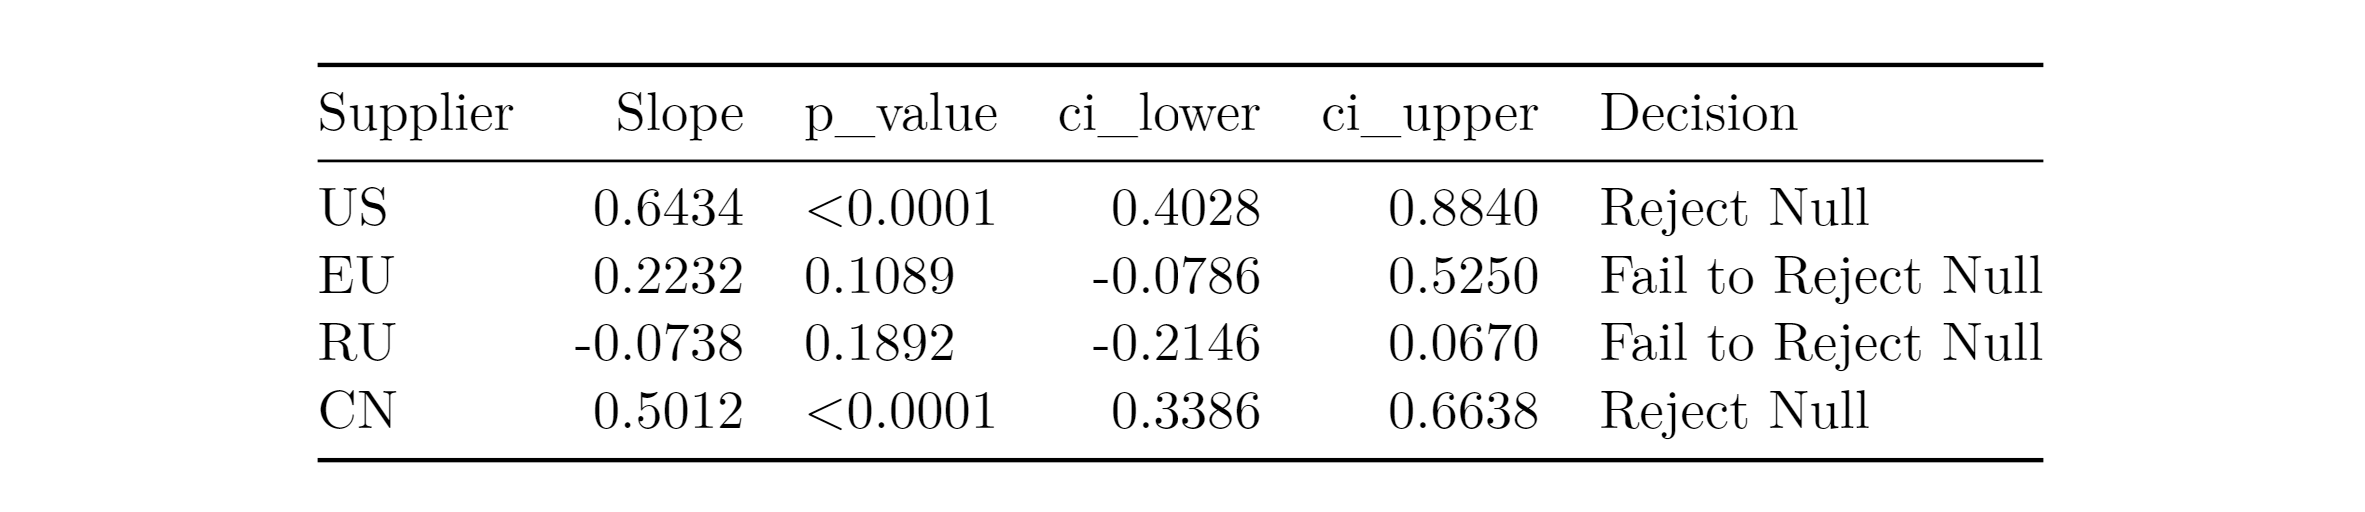 Supplier Slope p_value ci_lower ci_upper Decision
US 0.6434 <0.0001 0.4028 0.8840 Reject Null
EU 0.2232 0.1089 -0.0786 0.5250 Fail to Reject Null
RU -0.0738 0.1892 -0.2146 0.0670 Fail to Reject Null
CN 0.5012 <0.0001 0.3386 0.6638 Reject Null